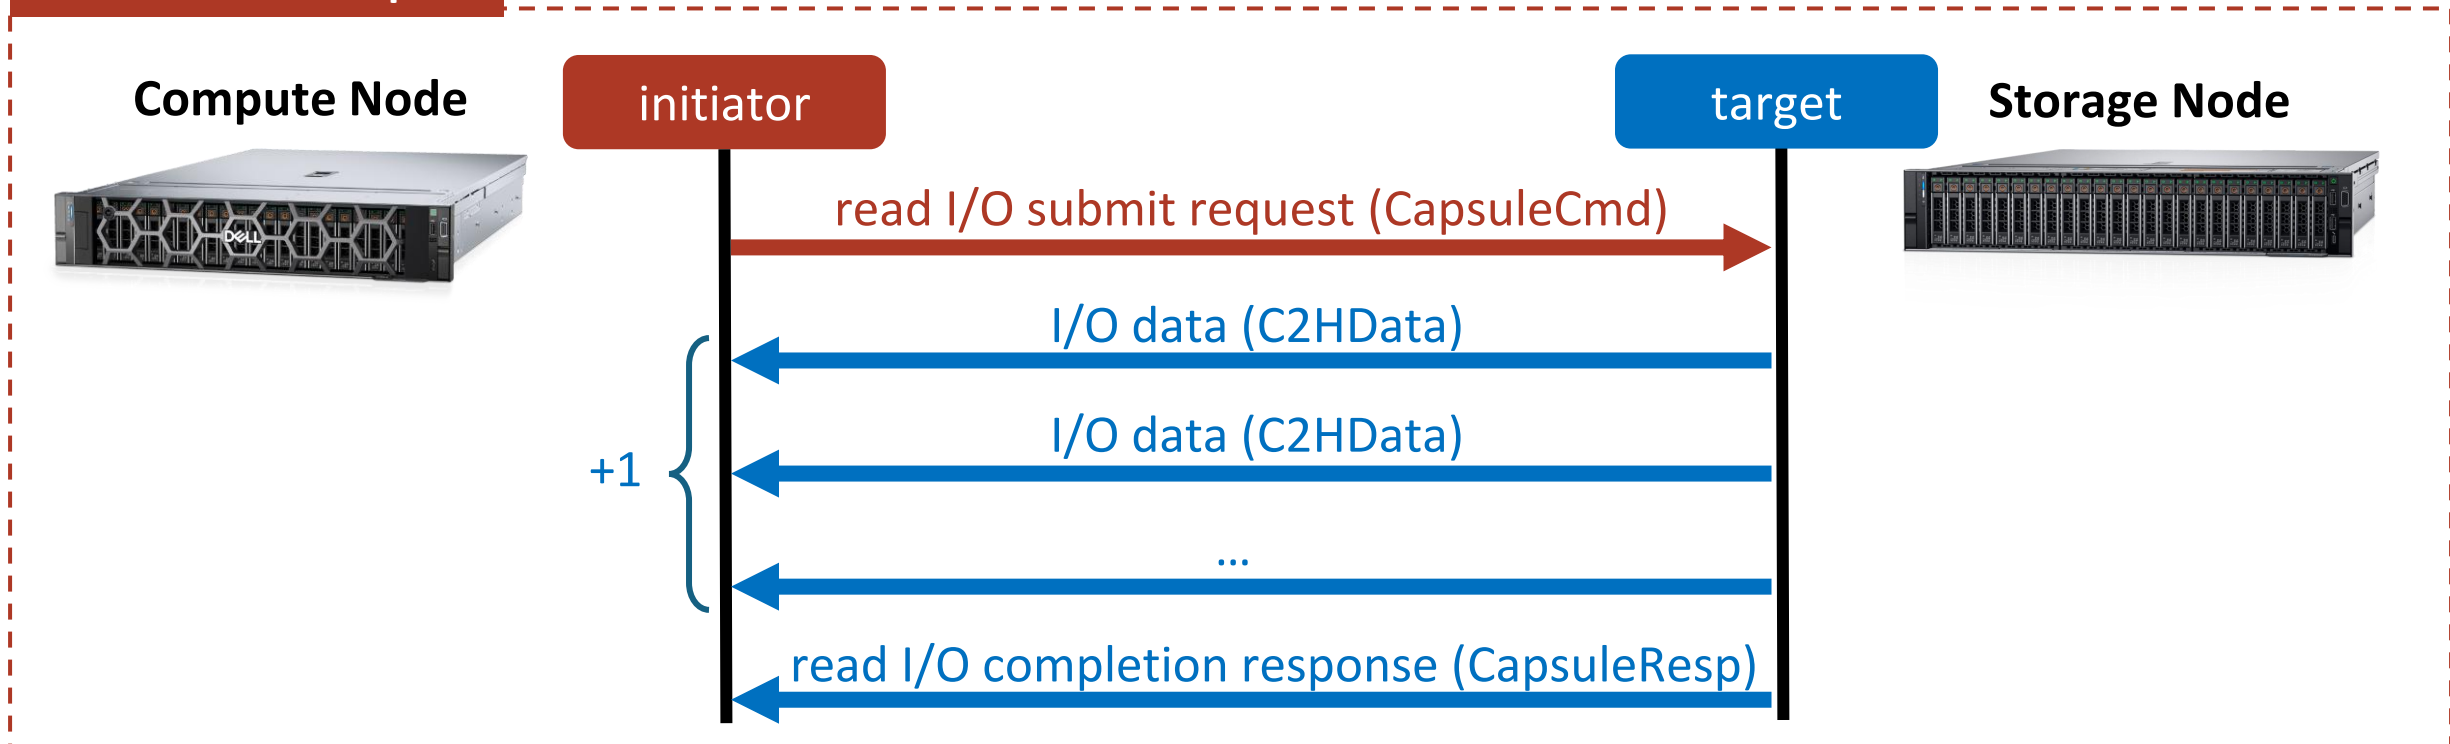 Compute Node
initiator
target
Storage Node
DELL
read I/O submit request (CapsuleCmd)
I/O data (C2HData)
I/O data (C2HData)
+1
...
read I/O completion response (CapsuleResp)